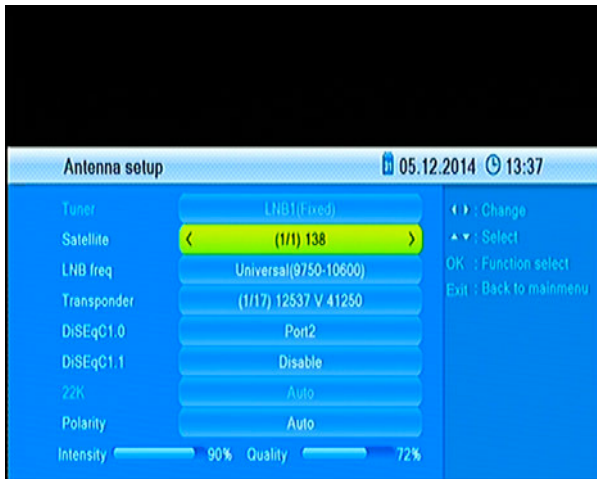 Antenna setup 31 05.12.2014 13:37
Tuner LNB1(Fixed)
Satellite (1/1) 138
LNB freq Universal(9750-10600)
Transponder (1/17) 12537 V 41250
DiSEqC1.0 Port2
DiSEqC1.1 Disable
22K Auto
Polarity Auto
Intensity 90% Quality 72%
: Change
: Select
OK : Function select
Exit : Back to mainmenu